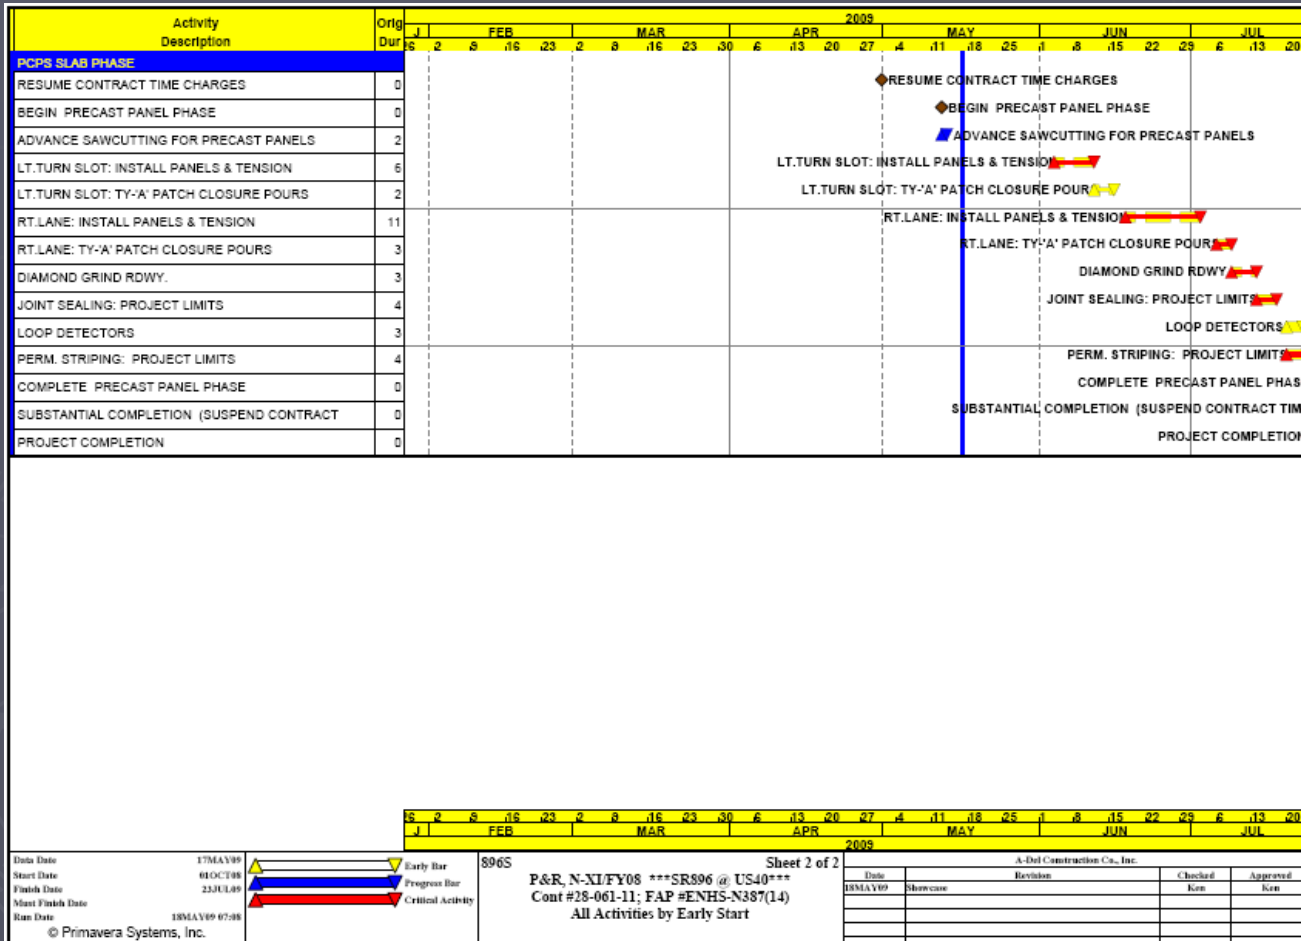 Activity Description
Orig Dur
2009
J FEB MAR APR MAY JUN JUL
26 2 9 16 23 2 9 16 23 30 6 13 20 27 4 11 18 25 1 8 15 22 29 6 13 20
PCPS SLAB PHASE
RESUME CONTRACT TIME CHARGES 0 RESUME CONTRACT TIME CHARGES
BEGIN PRECAST PANEL PHASE 0 BEGIN PRECAST PANEL PHASE
ADVANCE SAWCUTTING FOR PRECAST PANELS 2 ADVANCE SAWCUTTING FOR PRECAST PANELS
LT.TURN SLOT: INSTALL PANELS & TENSION 6 LT.TURN SLOT: INSTALL PANELS & TENSION
LT.TURN SLOT: TY-'A' PATCH CLOSURE POURS 2 LT.TURN SLOT: TY-'A' PATCH CLOSURE POUR
RT.LANE: INSTALL PANELS & TENSION 11 RT.LANE: INSTALL PANELS & TENSION
RT.LANE: TY-'A' PATCH CLOSURE POURS 3 RT.LANE: TY-'A' PATCH CLOSURE POURS
DIAMOND GRIND RDWY. 3 DIAMOND GRIND RDWY.
JOINT SEALING: PROJECT LIMITS 4 JOINT SEALING: PROJECT LIMITS
LOOP DETECTORS 3 LOOP DETECTORS
PERM. STRIPING: PROJECT LIMITS 4 PERM. STRIPING: PROJECT LIMITS
COMPLETE PRECAST PANEL PHASE 0 COMPLETE PRECAST PANEL PHAS
SUBSTANTIAL COMPLETION (SUSPEND CONTRACT 0 SUBSTANTIAL COMPLETION (SUSPEND CONTRACT TIM
PROJECT COMPLETION 0 PROJECT COMPLETION
26 2 9 16 23 2 9 16 23 30 6 13 20 27 4 11 18 25 1 8 15 22 29 6 13 20
J FEB MAR APR MAY JUN JUL
2009
Data Date 17MAY09
Start Date 01OCT08
Finish Date 23JUL09
Must Finish Date
Run Date 18MAY09 07:08
© Primavera Systems, Inc.
Early Bar
Progress Bar
Critical Activity
896S
Sheet 2 of 2
P&R, N-XI/FY08 ***SR896 @ US40***
Cont #28-061-11; FAP #ENHS-N387(14)
All Activities by Early Start
A-Del Construction Co., Inc.
Date Revision Checked Approved
18MAY09 Showcase Ken Ken